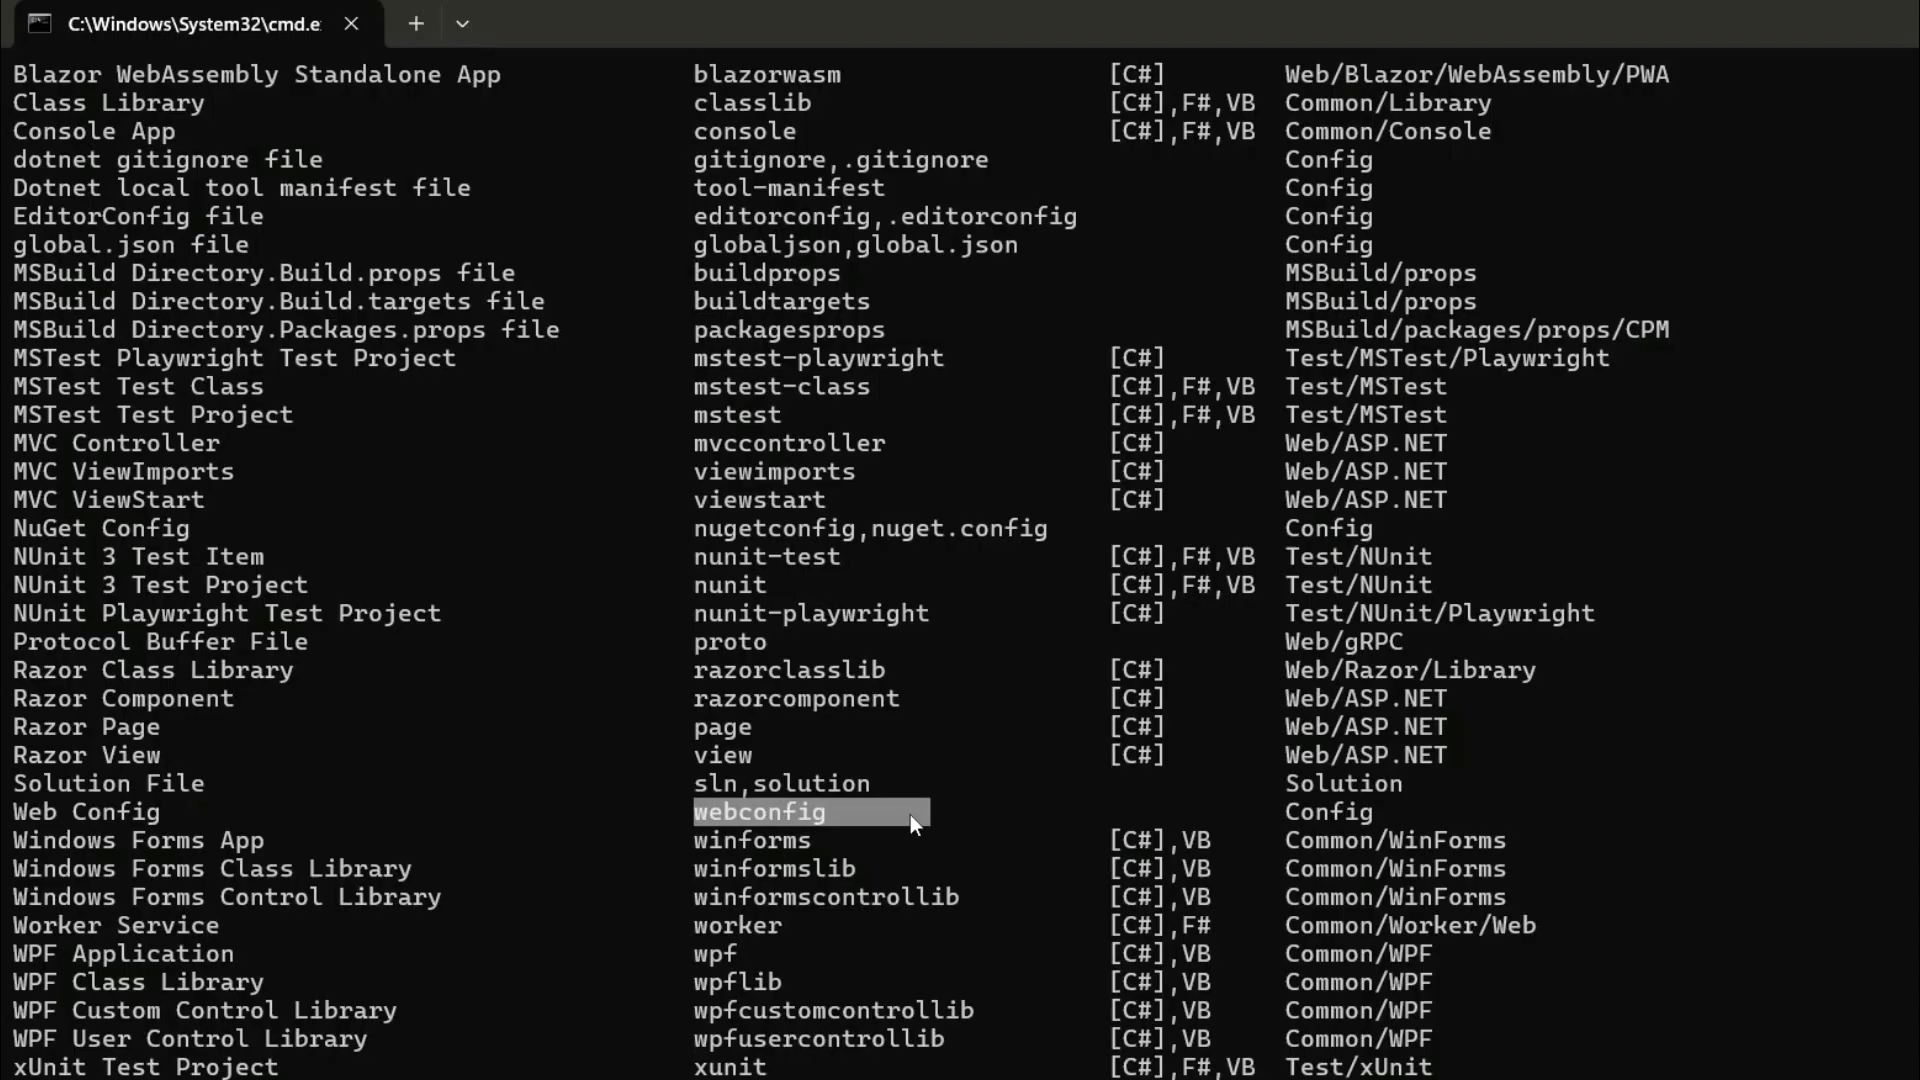 C:\Windows\System32\cmd.e
Blazor WebAssembly Standalone App blazorwasm [C#] Web/Blazor/WebAssembly/PWA
Class Library classlib [C#],F#,VB Common/Library
Console App console [C#],F#,VB Common/Console
dotnet gitignore file gitignore,.gitignore Config
Dotnet local tool manifest file tool-manifest Config
EditorConfig file editorconfig,.editorconfig Config
global.json file globaljson,global.json Config
MSBuild Directory.Build.props file buildprops MSBuild/props
MSBuild Directory.Build.targets file buildtargets MSBuild/props
MSBuild Directory.Packages.props file packagesprops MSBuild/packages/props/CPM
MSTest Playwright Test Project mstest-playwright [C#] Test/MSTest/Playwright
MSTest Test Class mstest-class [C#],F#,VB Test/MSTest
MSTest Test Project mstest [C#],F#,VB Test/MSTest
MVC Controller mvccontroller [C#] Web/ASP.NET
MVC ViewImports viewimports [C#] Web/ASP.NET
MVC ViewStart viewstart [C#] Web/ASP.NET
NuGet Config nugetconfig,nuget.config Config
NUnit 3 Test Item nunit-test [C#],F#,VB Test/NUnit
NUnit 3 Test Project nunit [C#],F#,VB Test/NUnit
NUnit Playwright Test Project nunit-playwright [C#] Test/NUnit/Playwright
Protocol Buffer File proto Web/gRPC
Razor Class Library razorclasslib [C#] Web/Razor/Library
Razor Component razorcomponent [C#] Web/ASP.NET
Razor Page page [C#] Web/ASP.NET
Razor View view [C#] Web/ASP.NET
Solution File sln,solution Solution
Web Config webconfig Config
Windows Forms App winforms [C#],VB Common/WinForms
Windows Forms Class Library winformslib [C#],VB Common/WinForms
Windows Forms Control Library winformscontrollib [C#],VB Common/WinForms
Worker Service worker [C#],F# Common/Worker/Web
WPF Application wpf [C#],VB Common/WPF
WPF Class Library wpflib [C#],VB Common/WPF
WPF Custom Control Library wpfcustomcontrollib [C#],VB Common/WPF
WPF User Control Library wpfusercontrollib [C#],VB Common/WPF
xUnit Test Project xunit [C#],F#,VB Test/xUnit